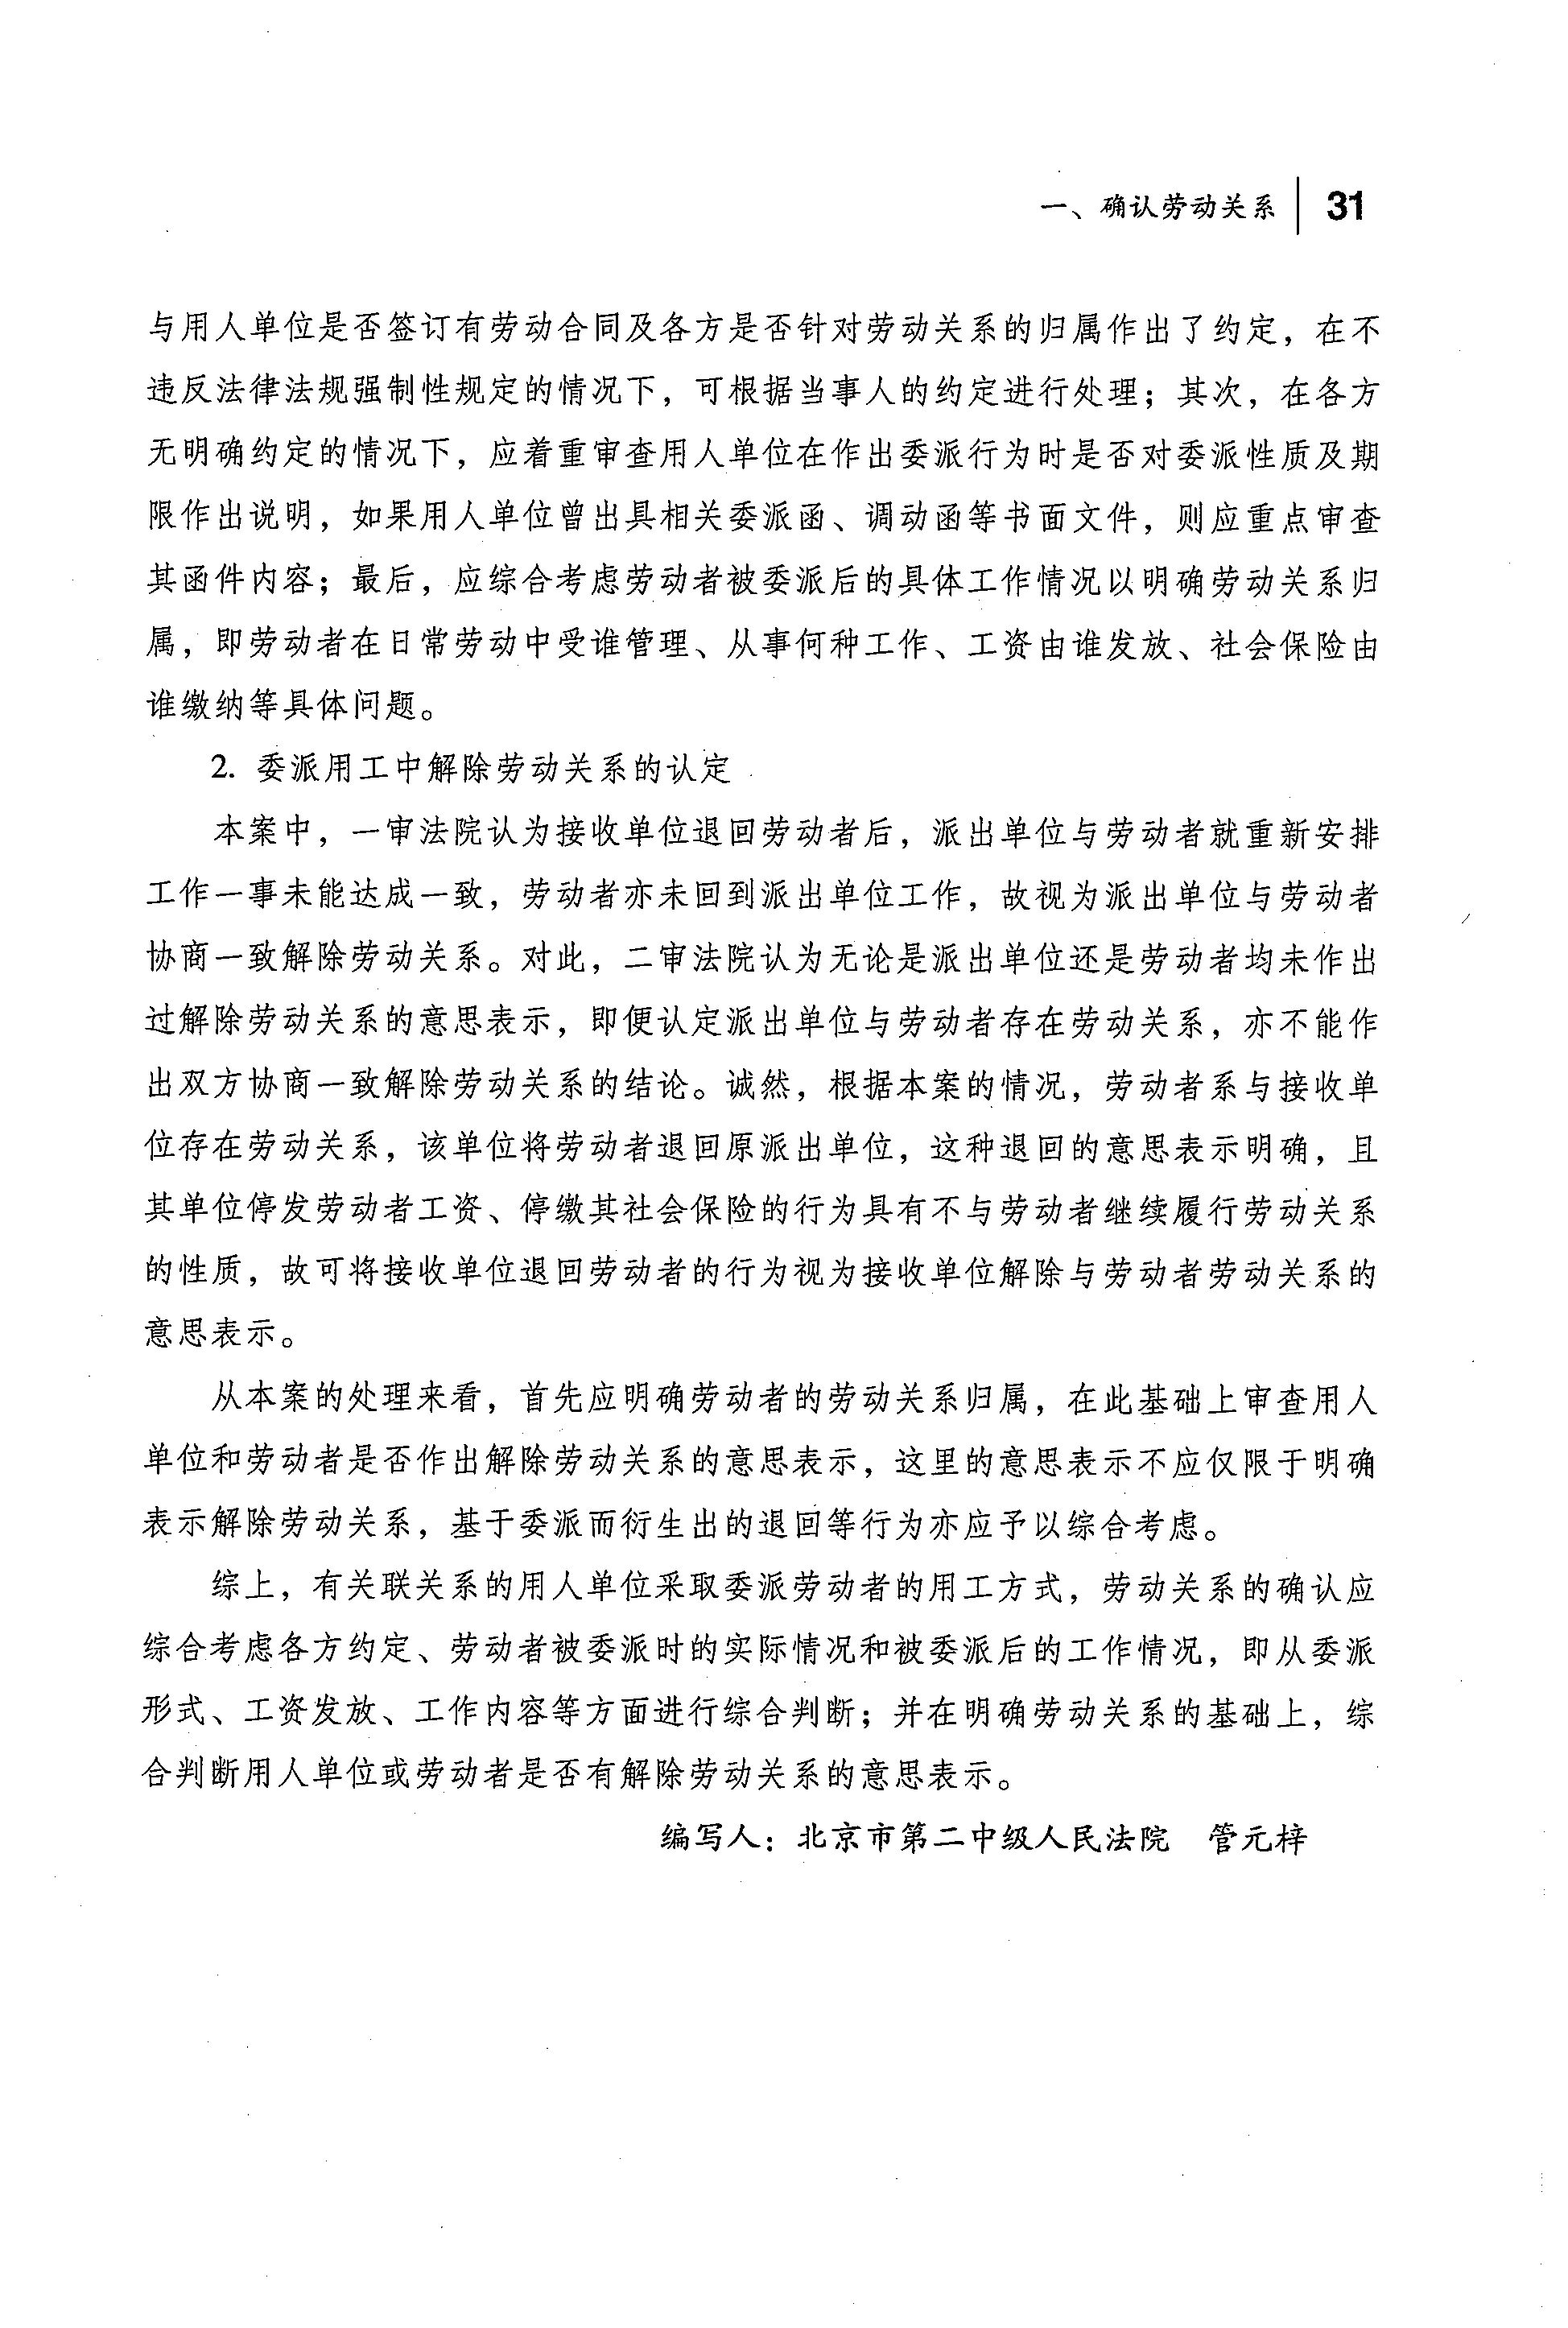 一、确认劳动关系 31
与用人单位是否签订有劳动合同及各方是否针对劳动关系的归属作出了约定，在不
违反法律法规强制性规定的情况下，可根据当事人的约定进行处理；其次，在各方
无明确约定的情况下，应着重审查用人单位在作出委派行为时是否对委派性质及期
限作出说明，如果用人单位曾出具相关委派函、调动函等书面文件，则应重点审查
其函件内容；最后，应综合考虑劳动者被委派后的具体工作情况以明确劳动关系归
属，即劳动者在日常劳动中受谁管理、从事何种工作、工资由谁发放、社会保险由
谁缴纳等具体问题。
2. 委派用工中解除劳动关系的认定
本案中，一审法院认为接收单位退回劳动者后，派出单位与劳动者就重新安排
工作一事未能达成一致，劳动者亦未回到派出单位工作，故视为派出单位与劳动者
协商一致解除劳动关系。对此，二审法院认为无论是派出单位还是劳动者均未作出
过解除劳动关系的意思表示，即便认定派出单位与劳动者存在劳动关系，亦不能作
出双方协商一致解除劳动关系的结论。诚然，根据本案的情况，劳动者系与接收单
位存在劳动关系，该单位将劳动者退回原派出单位，这种退回的意思表示明确，且
其单位停发劳动者工资、停缴其社会保险的行为具有不与劳动者继续履行劳动关系
的性质，故可将接收单位退回劳动者的行为视为接收单位解除与劳动者劳动关系的
意思表示。
从本案的处理来看，首先应明确劳动者的劳动关系归属，在此基础上审查用人
单位和劳动者是否作出解除劳动关系的意思表示，这里的意思表示不应仅限于明确
表示解除劳动关系，基于委派而衍生出的退回等行为亦应予以综合考虑。
综上，有关联关系的用人单位采取委派劳动者的用工方式，劳动关系的确认应
综合考虑各方约定、劳动者被委派时的实际情况和被委派后的工作情况，即从委派
形式、工资发放、工作内容等方面进行综合判断；并在明确劳动关系的基础上，综
合判断用人单位或劳动者是否有解除劳动关系的意思表示。
编写人：北京市第二中级人民法院 管元梓